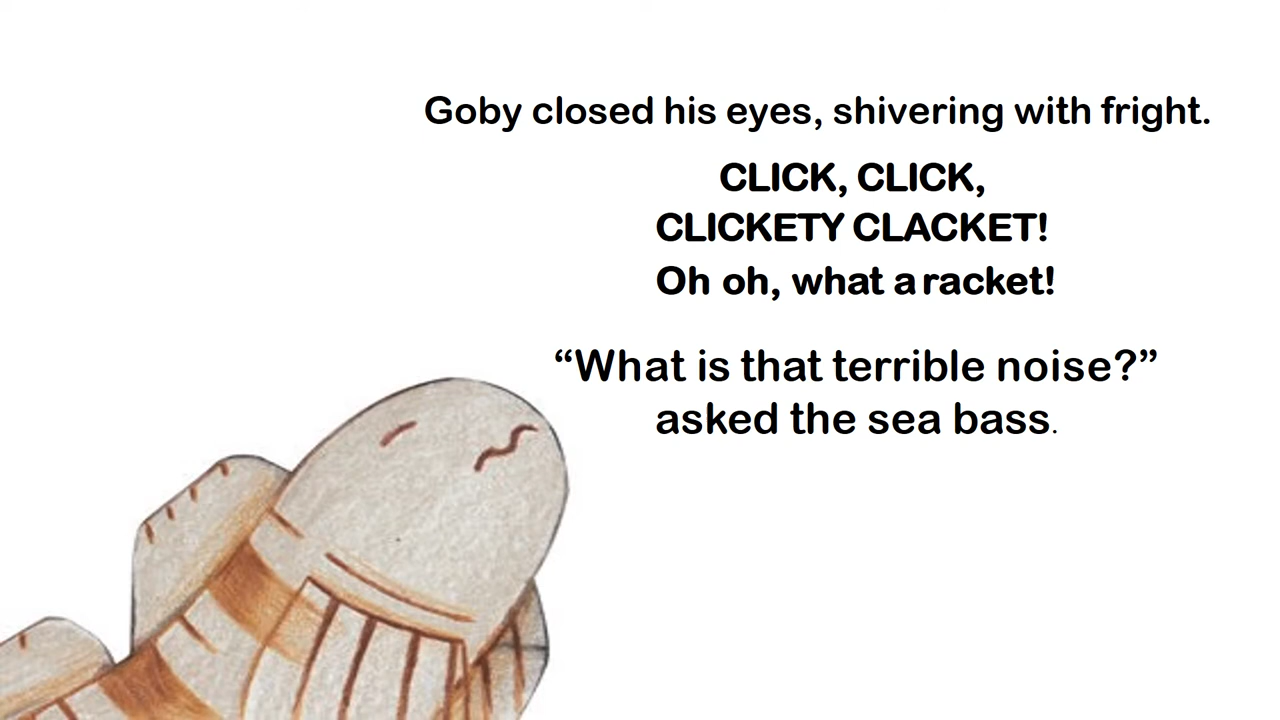 Goby closed his eyes, shivering with fright.
CLICK, CLICK,
CLICKETY CLACKET!
Oh oh, what a racket!
“What is that terrible noise?”
asked the sea bass.